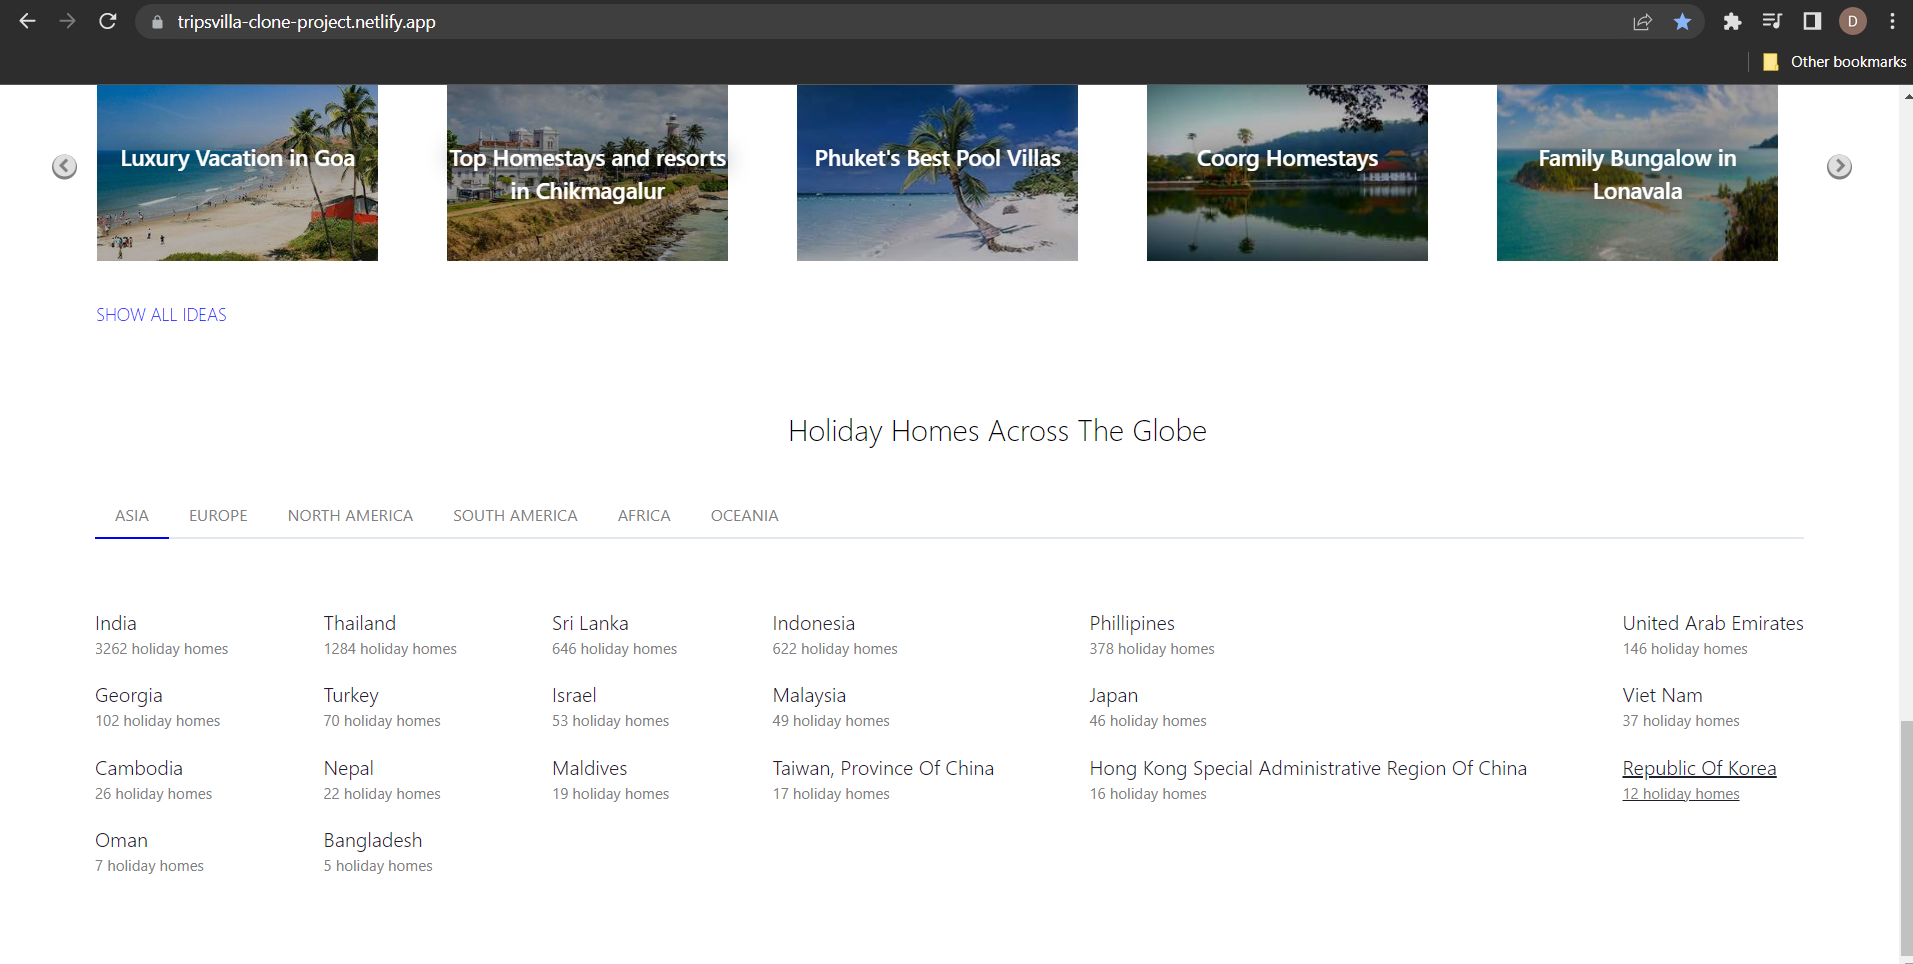 tripsvilla-clone-project.netlify.app
D
Other bookmarks
Luxury Vacation in Goa
Top Homestays and resorts
in Chikmagalur
Phuket's Best Pool Villas
Coorg Homestays
Family Bungalow in
Lonavala
SHOW ALL IDEAS
Holiday Homes Across The Globe
ASIA EUROPE NORTH AMERICA SOUTH AMERICA AFRICA OCEANIA
India Thailand Sri Lanka Indonesia Phillipines United Arab Emirates
3262 holiday homes 1284 holiday homes 646 holiday homes 622 holiday homes 378 holiday homes 146 holiday homes
Georgia Turkey Israel Malaysia Japan Viet Nam
102 holiday homes 70 holiday homes 53 holiday homes 49 holiday homes 46 holiday homes 37 holiday homes
Cambodia Nepal Maldives Taiwan, Province Of China Hong Kong Special Administrative Region Of China Republic Of Korea
26 holiday homes 22 holiday homes 19 holiday homes 17 holiday homes 16 holiday homes 12 holiday homes
Oman Bangladesh
7 holiday homes 5 holiday homes